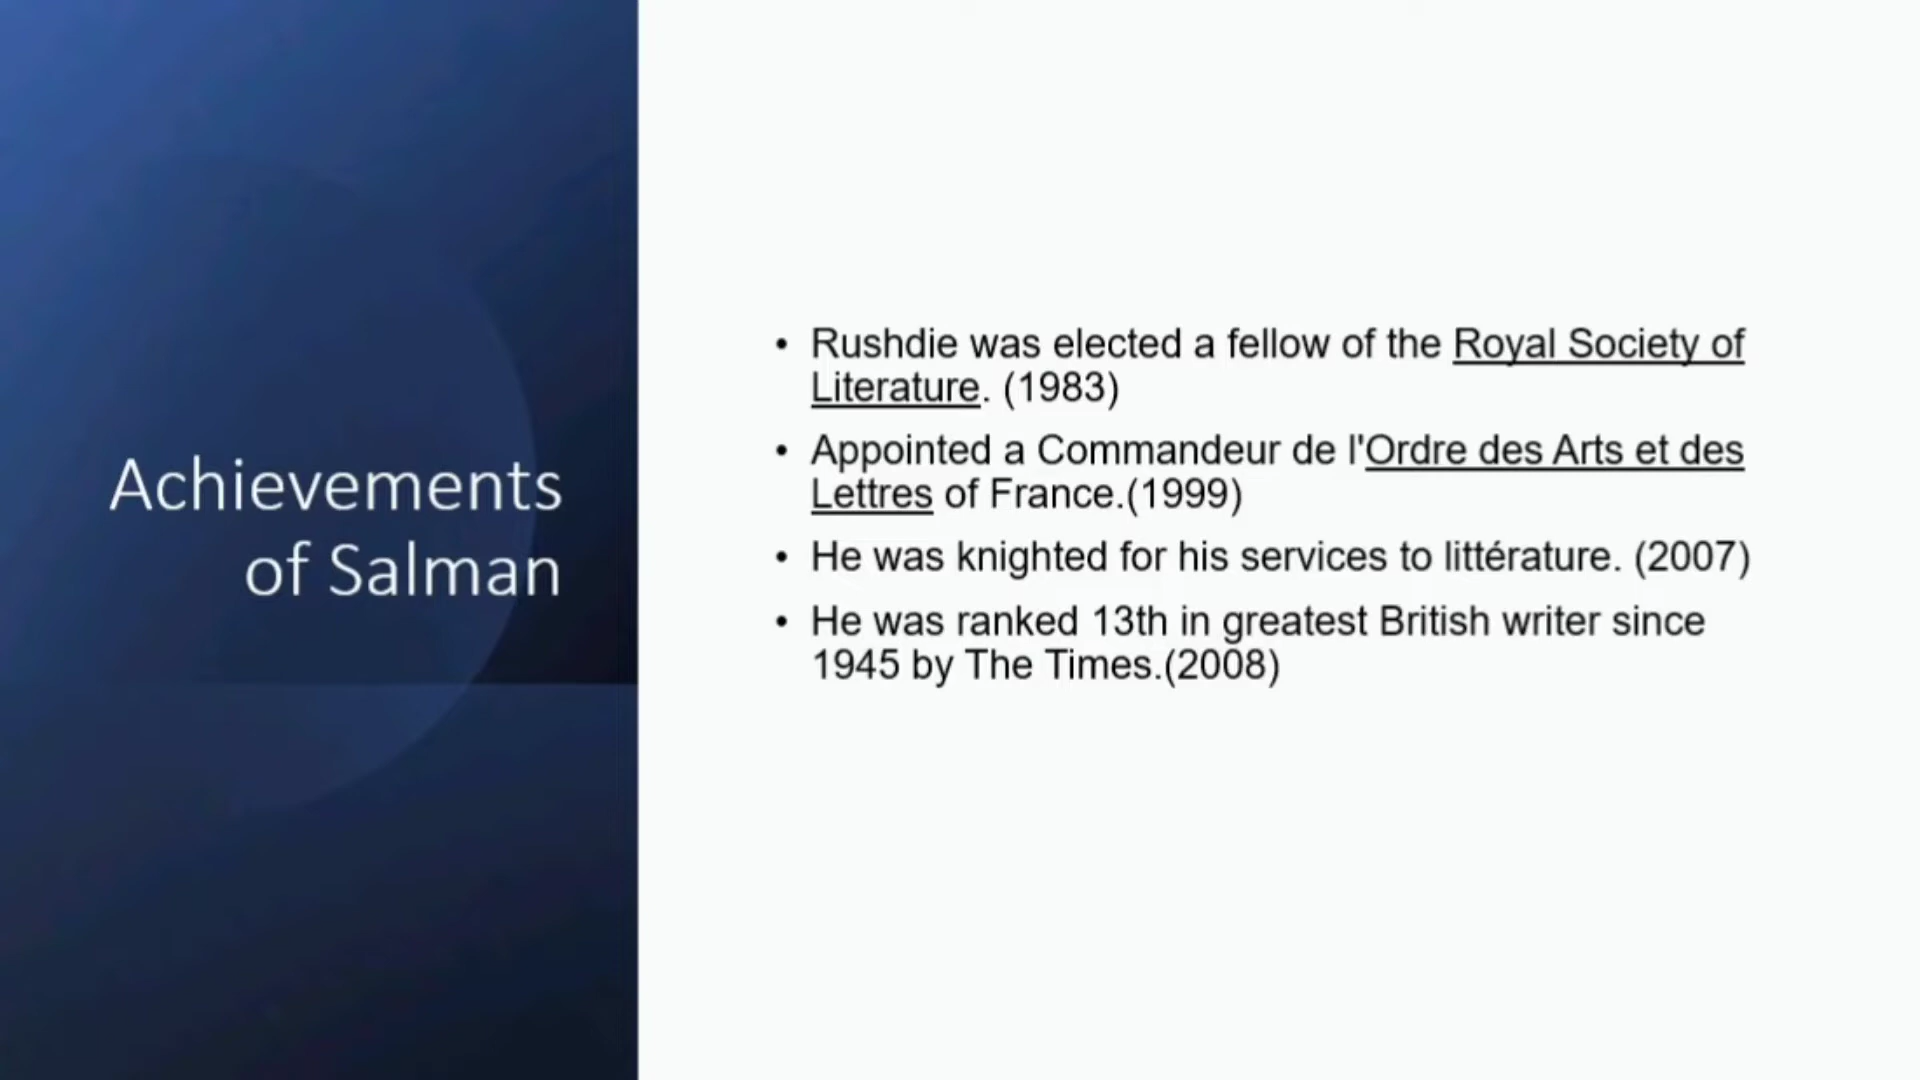 Achievements
of Salman
• Rushdie was elected a fellow of the Royal Society of
Literature. (1983)
• Appointed a Commandeur de l'Ordre des Arts et des
Lettres of France.(1999)
• He was knighted for his services to littérature. (2007)
• He was ranked 13th in greatest British writer since
1945 by The Times.(2008)